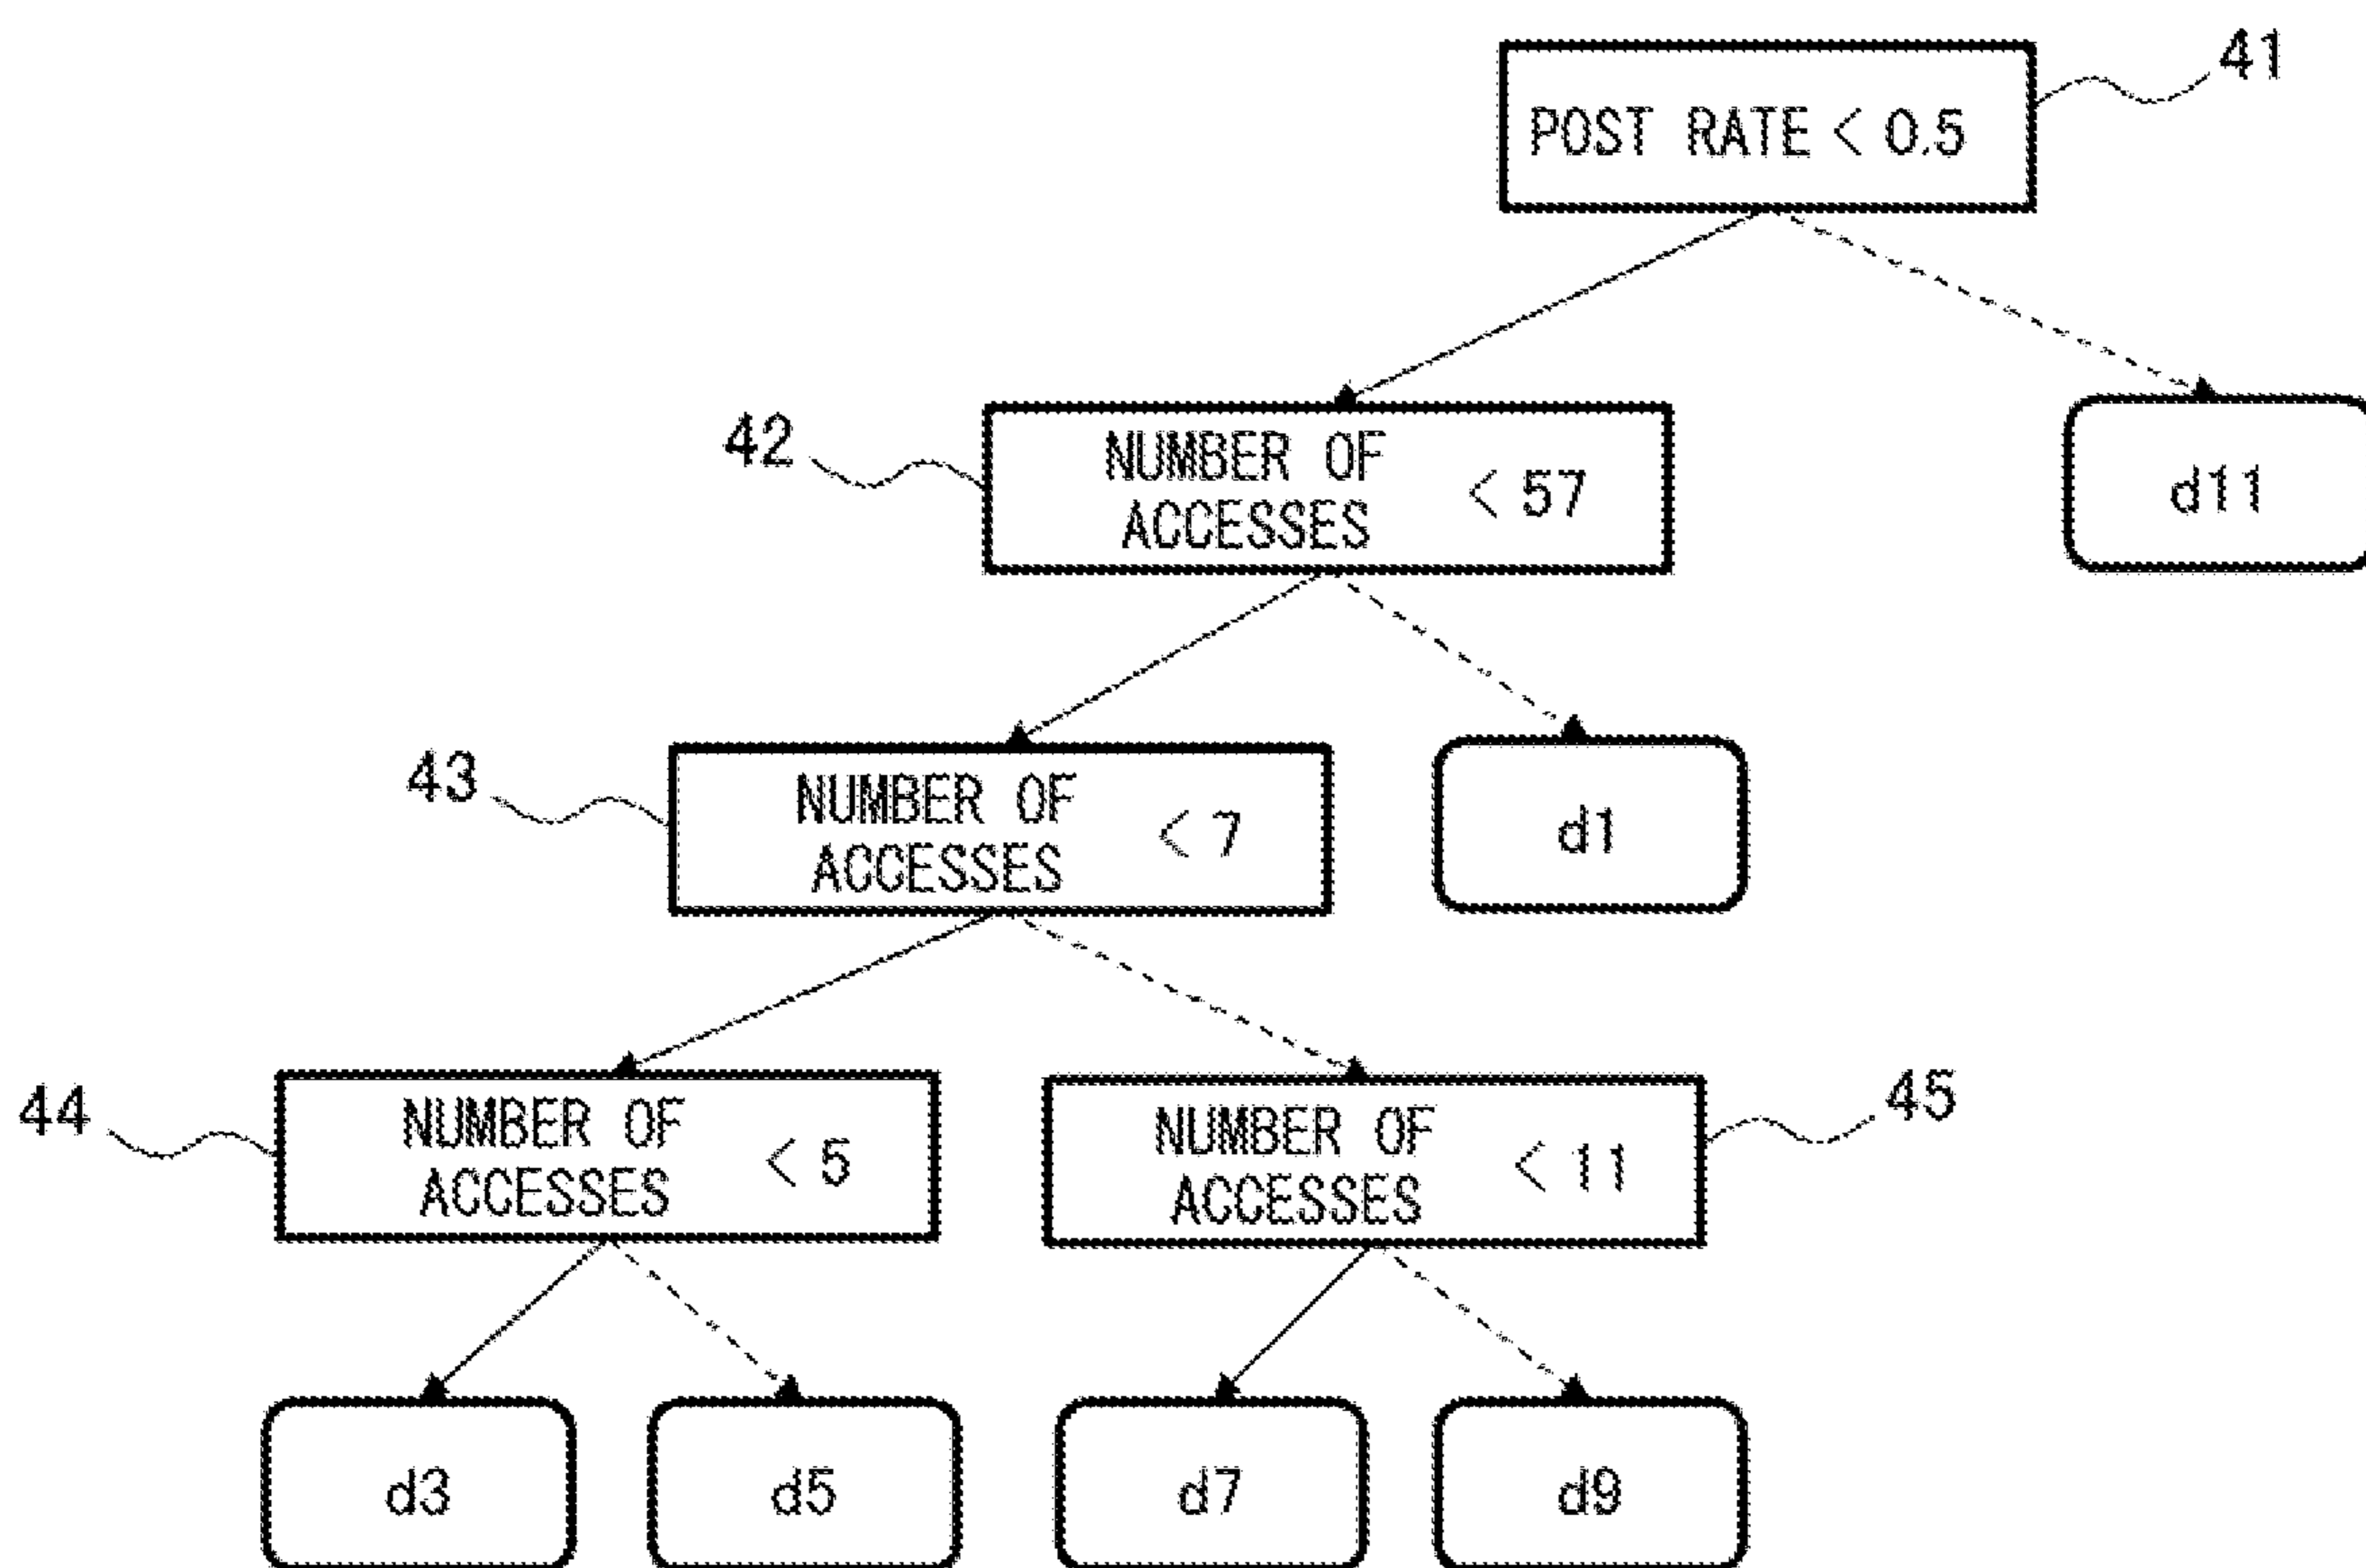 41
POST RATE < 0.5
42
NUMBER OF
ACCESSES
< 57
d11
43
NUMBER OF
ACCESSES
< 7
d1
44
NUMBER OF
ACCESSES
< 5
NUMBER OF
ACCESSES
< 11
45
d3
d5
d7
d9